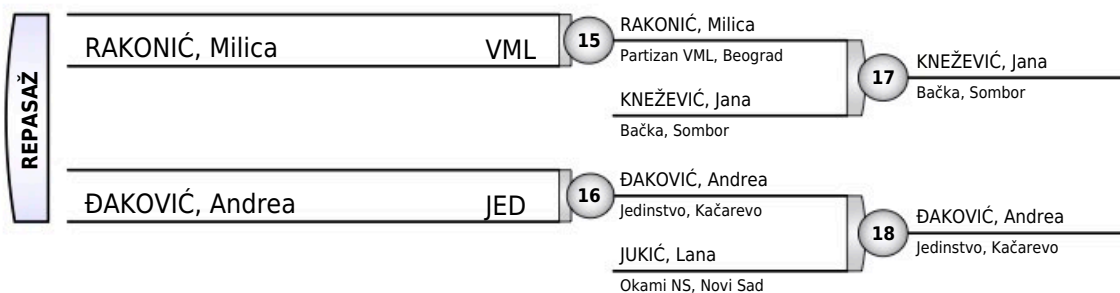 REPASAŽ
RAKONIĆ, Milica VML
15
RAKONIĆ, Milica
Partizan VML, Beograd
KNEŽEVIĆ, Jana
Bačka, Sombor
17
KNEŽEVIĆ, Jana
Bačka, Sombor
ĐAKOVIĆ, Andrea JED
16
ĐAKOVIĆ, Andrea
Jedinstvo, Kačarevo
JUKIĆ, Lana
Okami NS, Novi Sad
18
ĐAKOVIĆ, Andrea
Jedinstvo, Kačarevo